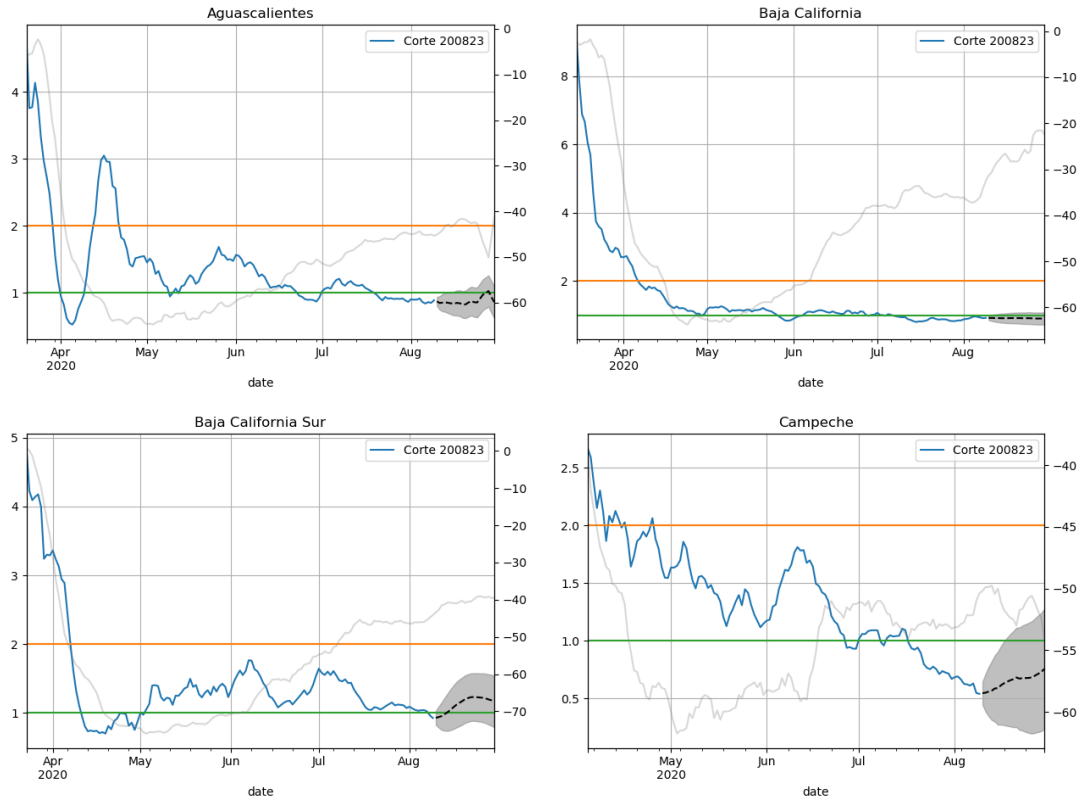 Aguascalientes
Corte 200823
4
3
2
1
0
−10
−20
−30
−40
−50
−60
Apr
2020
May
Jun
Jul
Aug
date
Baja California
Corte 200823
8
6
4
2
0
−10
−20
−30
−40
−50
−60
Apr
2020
May
Jun
Jul
Aug
date
Baja California Sur
Corte 200823
5
4
3
2
1
0
−10
−20
−30
−40
−50
−60
−70
Apr
2020
May
Jun
Jul
Aug
date
Campeche
Corte 200823
2.5
2.0
1.5
1.0
0.5
−40
−45
−50
−55
−60
May
2020
Jun
Jul
Aug
date